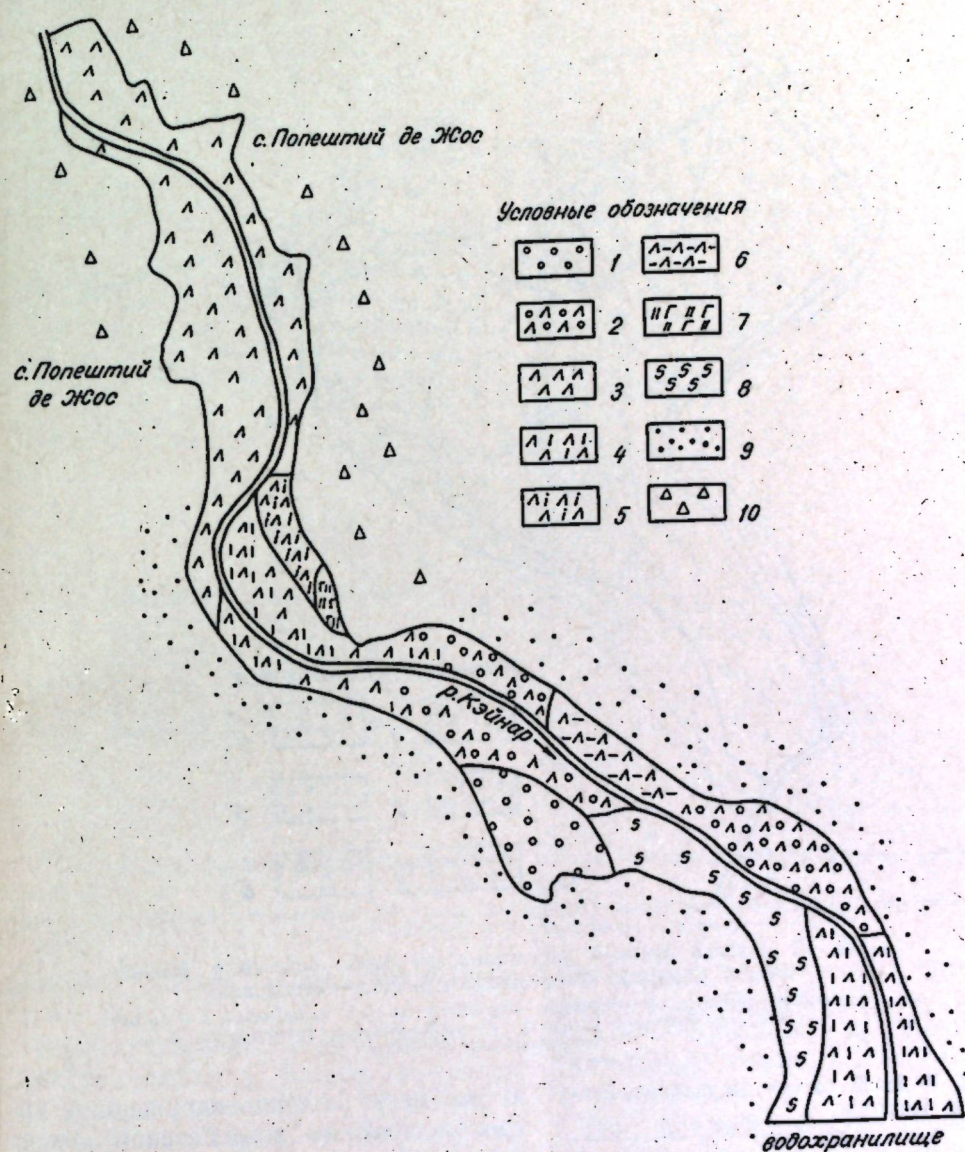 с. Попештий де Жос
Условные обозначения
1
6
2
7
3
8
4
9
5
10
с. Попештий
де Жос
р. Кэйнар
водохранилище